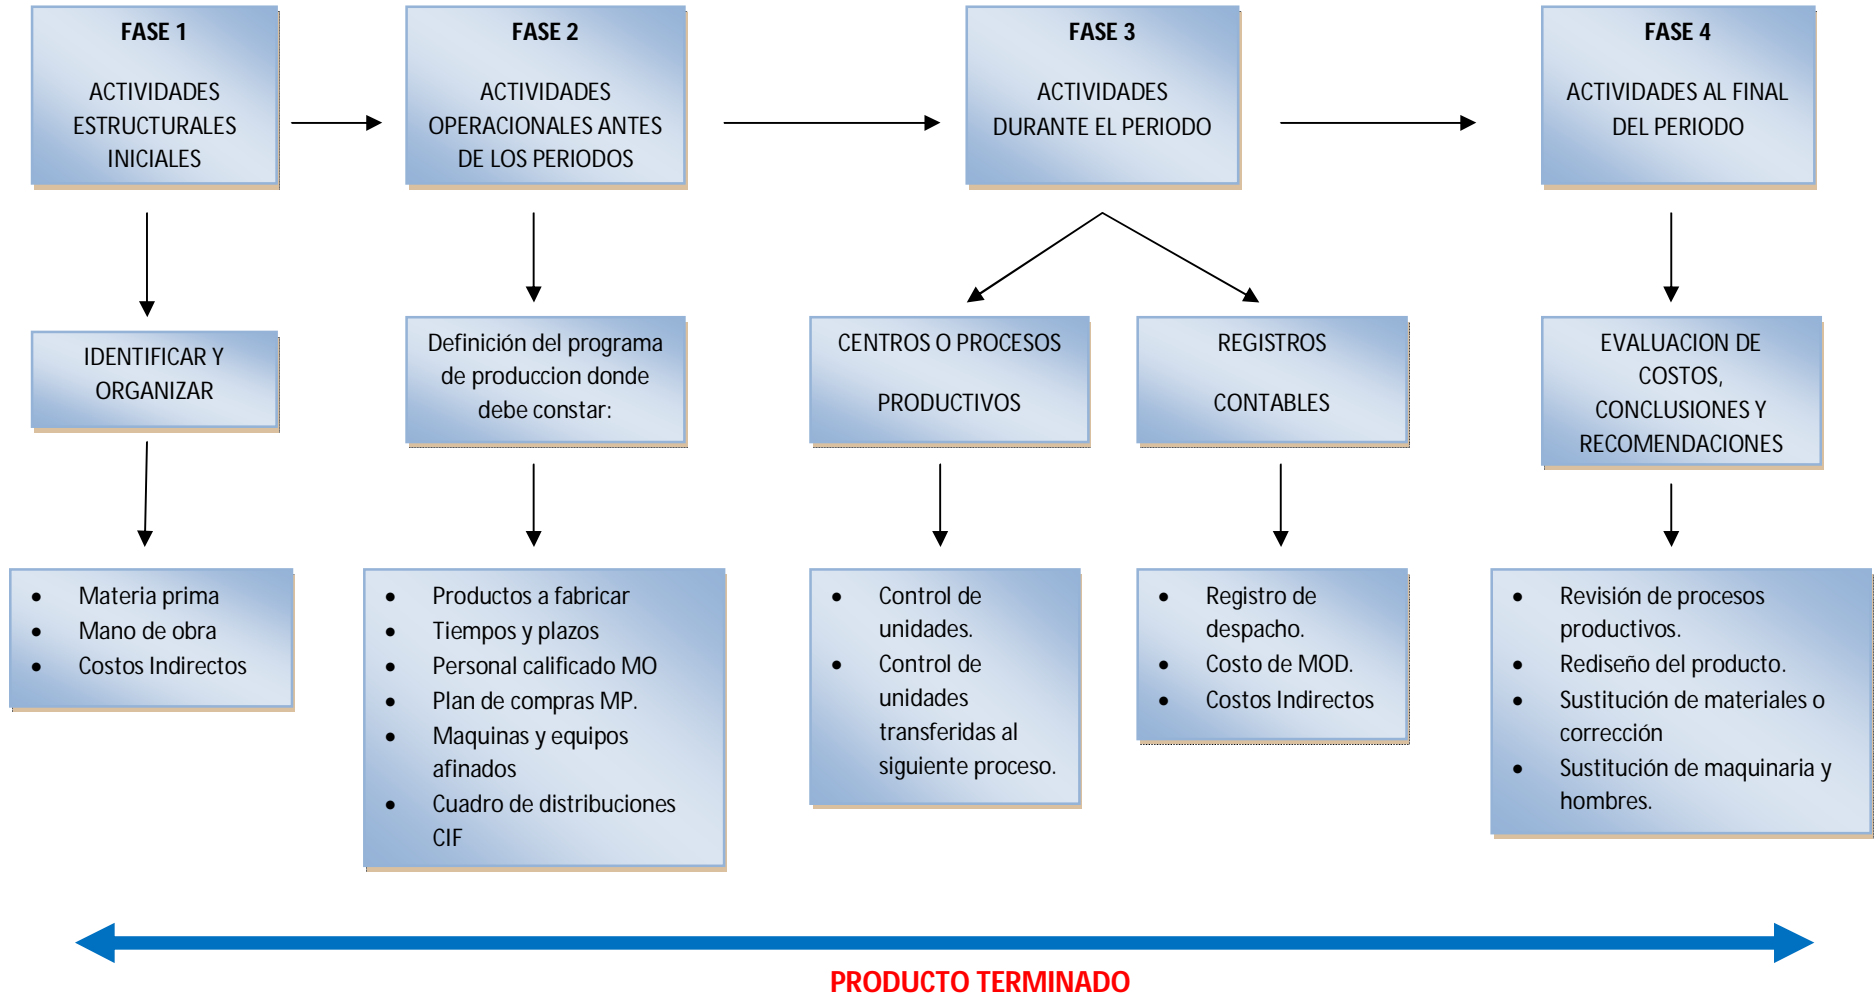 FASE 1
ACTIVIDADES
ESTRUCTURALES
INICIALES
FASE 2
ACTIVIDADES
OPERACIONALES ANTES
DE LOS PERIODOS
FASE 3
ACTIVIDADES
DURANTE EL PERIODO
FASE 4
ACTIVIDADES AL FINAL
DEL PERIODO
IDENTIFICAR Y
ORGANIZAR
Definición del programa
de produccion donde
debe constar:
CENTROS O PROCESOS
PRODUCTIVOS
REGISTROS
CONTABLES
EVALUACION DE
COSTOS,
CONCLUSIONES Y
RECOMENDACIONES
• Materia prima
• Mano de obra
• Costos Indirectos
• Productos a fabricar
• Tiempos y plazos
• Personal calificado MO
• Plan de compras MP.
• Maquinas y equipos
afinados
• Cuadro de distribuciones
CIF
• Control de
unidades.
• Control de
unidades
transferidas al
siguiente proceso.
• Registro de
despacho.
• Costo de MOD.
• Costos Indirectos
• Revisión de procesos
productivos.
• Rediseño del producto.
• Sustitución de materiales o
corrección
• Sustitución de maquinaria y
hombres.
PRODUCTO TERMINADO